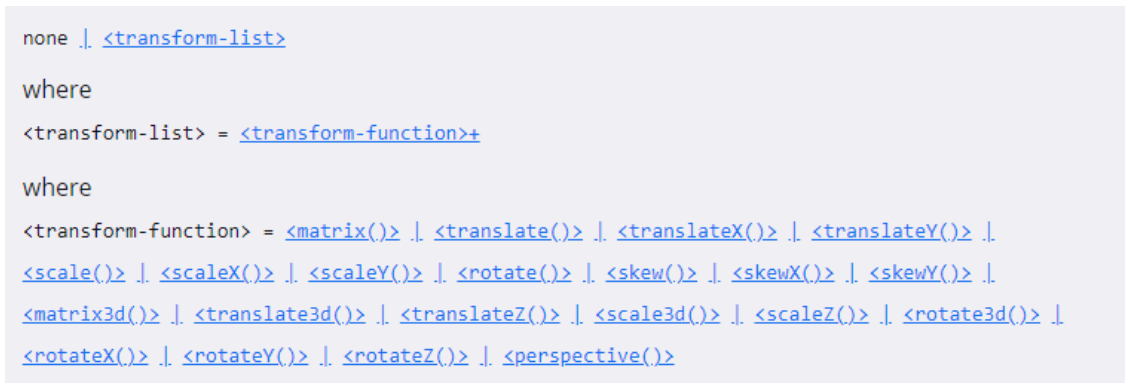 none | <transform-list>
where
<transform-list> = <transform-function>+
where
<transform-function> = <matrix()> | <translate()> | <translateX()> | <translateY()> |
<scale()> | <scaleX()> | <scaleY()> | <rotate()> | <skew()> | <skewX()> | <skewY()> |
<matrix3d()> | <translate3d()> | <translateZ()> | <scale3d()> | <scaleZ()> | <rotate3d()> |
<rotateX()> | <rotateY()> | <rotateZ()> | <perspective()>